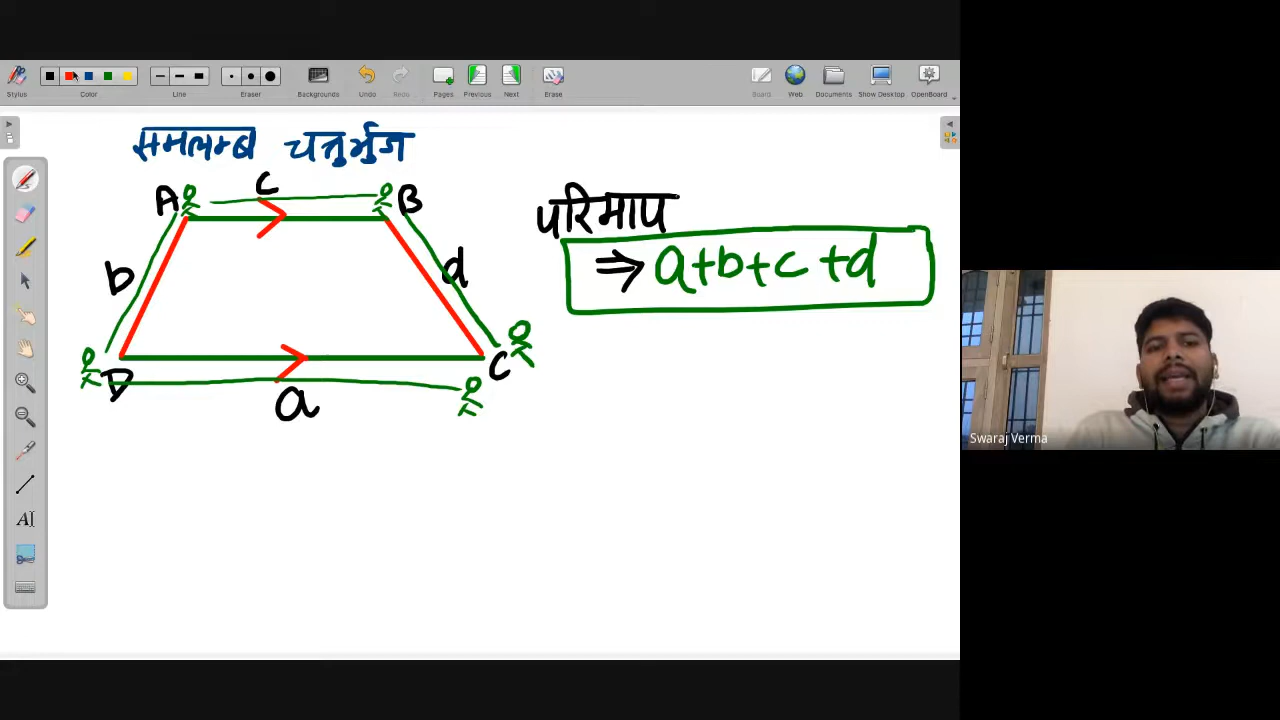 Stylus
Color
Line
Eraser
Backgrounds
Undo
Redo
Pages
Previous
Next
Erase
Board
Web
Documents
Show Desktop
OpenBoard
समलम्ब चतुर्भुज
A
c
B
b
d
D
C
a
परिमाप
⇒ a+b+c+d
AI
Swaraj Verma